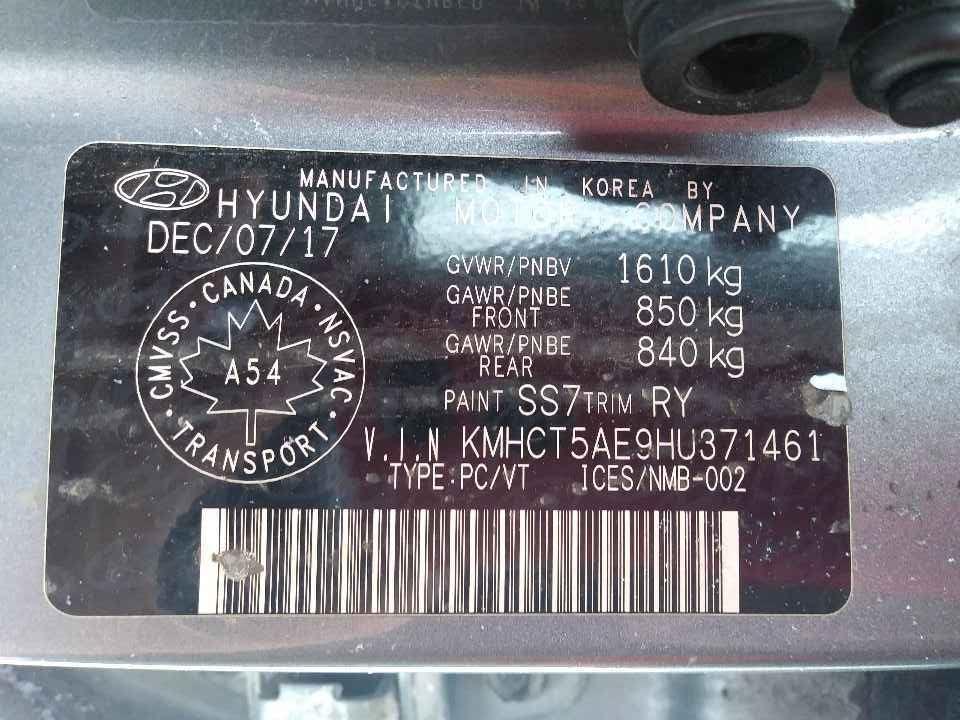 MANUFACTURED IN KOREA BY
HYUNDAI MOTOR COMPANY
DEC/07/17
GVWR/PNBV 1610 kg
GAWR/PNBE FRONT 850 kg
GAWR/PNBE REAR 840 kg
CANADA · NSVAC · TRANSPORT · CMVSS ·
A54
PAINT SS7 TRIM RY
V.I.N KMHCT5AE9HU371461
TYPE:PC/VT ICES/NMB-002